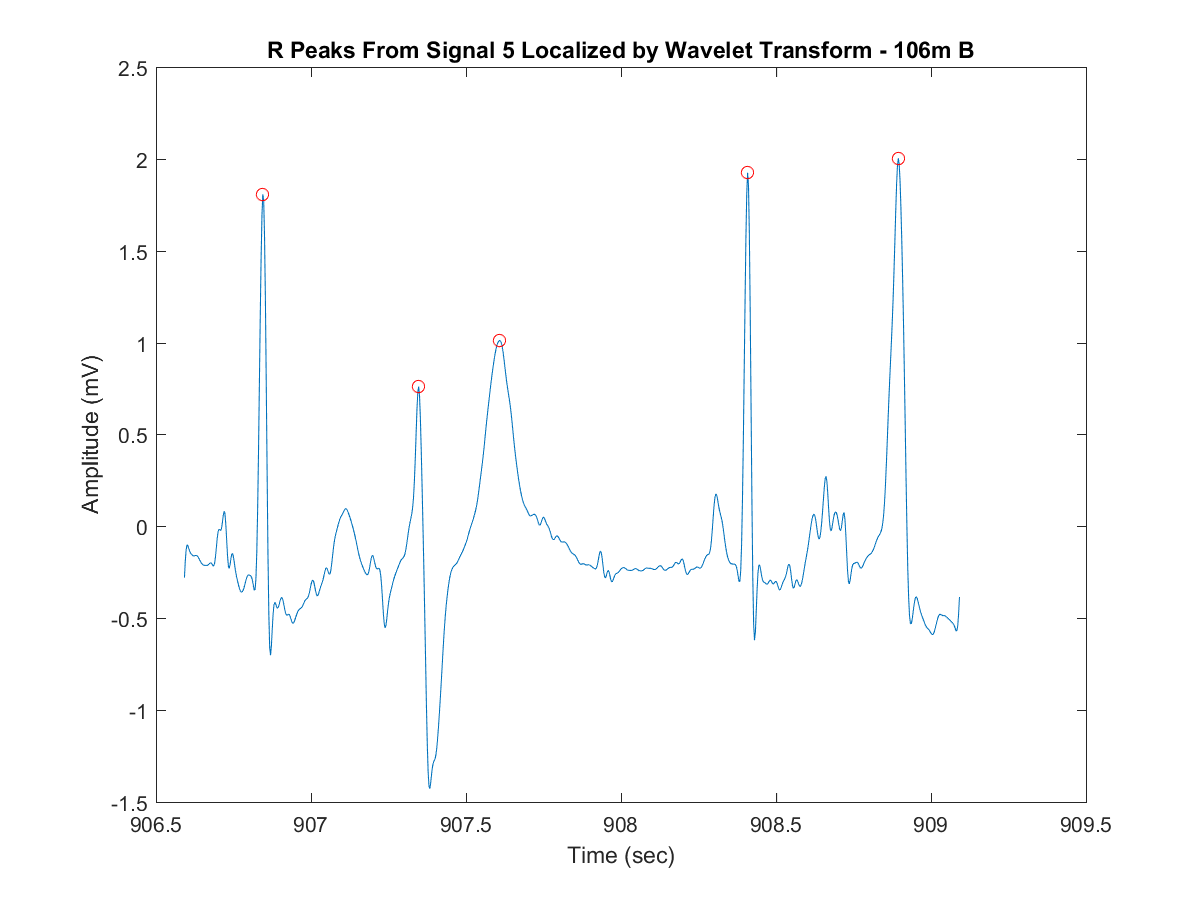 R Peaks From Signal 5 Localized by Wavelet Transform - 106m B
2.5
2
1.5
1
0.5
0
-0.5
-1
-1.5
Amplitude (mV)
906.5 907 907.5 908 908.5 909 909.5
Time (sec)